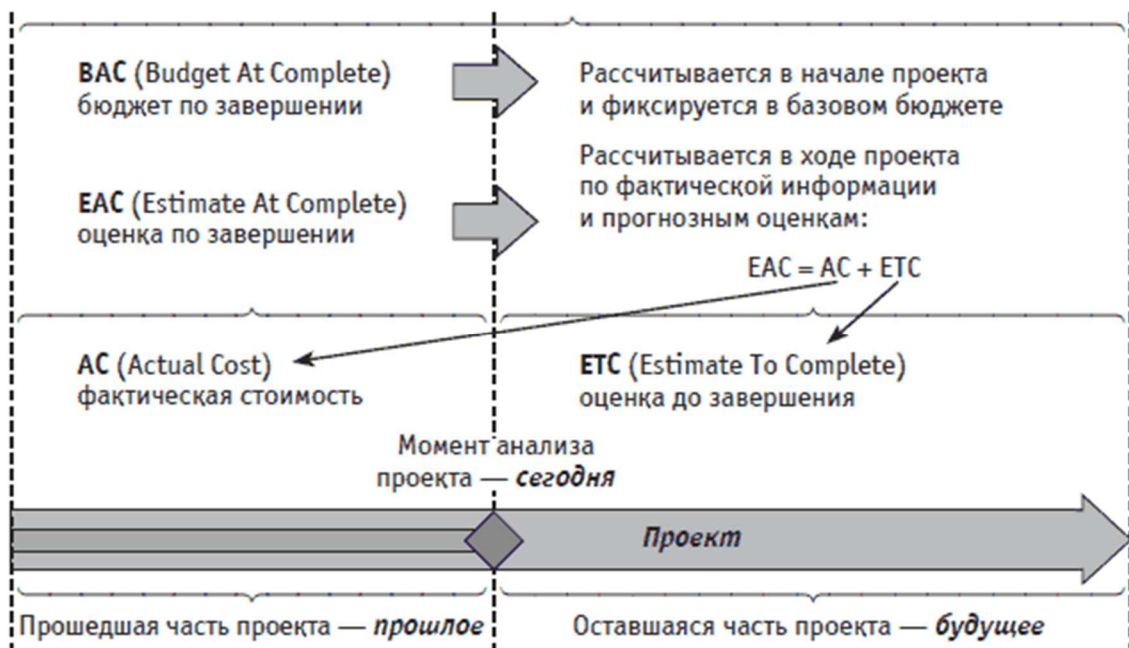 BAC (Budget At Complete)
бюджет по завершении
Рассчитывается в начале проекта
и фиксируется в базовом бюджете
EAC (Estimate At Complete)
оценка по завершении
Рассчитывается в ходе проекта
по фактической информации
и прогнозным оценкам:
EAC = AC + ETC
AC (Actual Cost)
фактическая стоимость
ETC (Estimate To Complete)
оценка до завершения
Момент анализа
проекта — сегодня
Проект
Прошедшая часть проекта — прошлое
Оставшаяся часть проекта — будущее